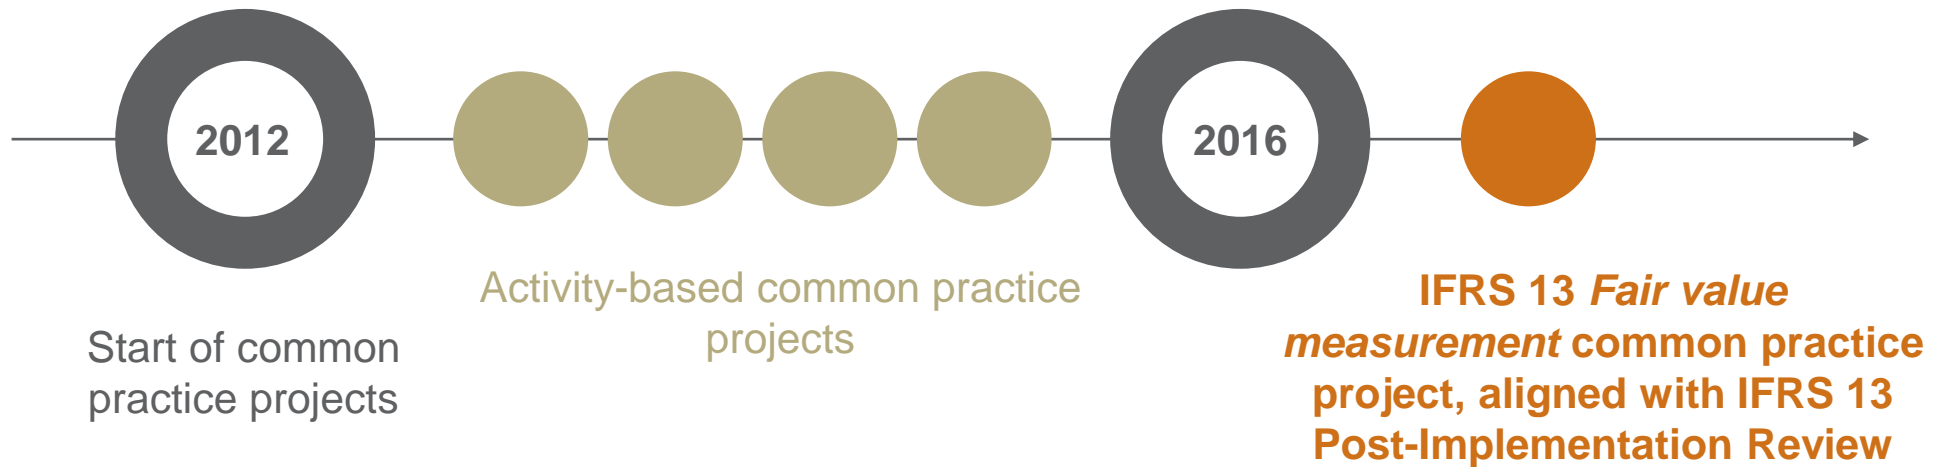 2012
2016
Start of common
practice projects
Activity-based common practice
projects
IFRS 13 Fair value
measurement common practice
project, aligned with IFRS 13
Post-Implementation Review